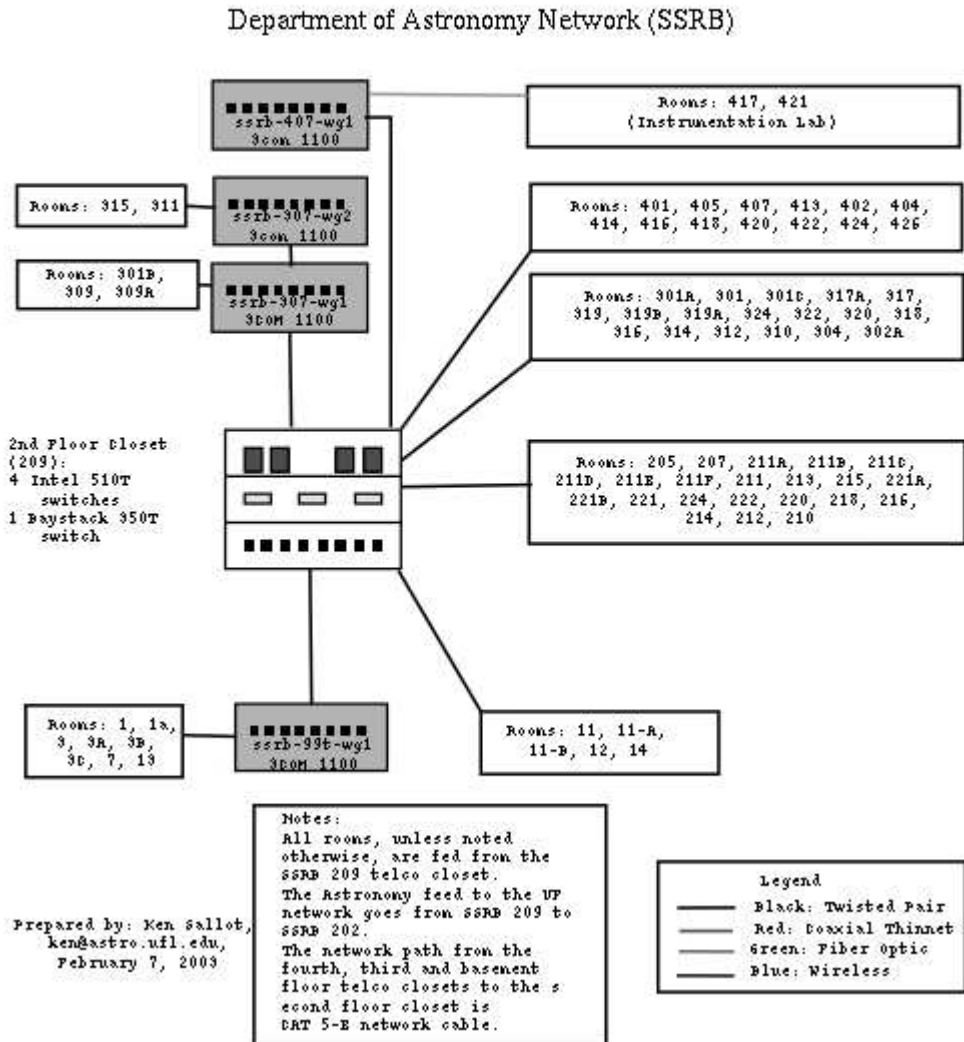 Department of Astronomy Network (SSRB)
ssrb-407-wg1
3com 1100
Rooms: 417, 421
(Instrumentation Lab)
Rooms: 315, 311
ssrb-307-wg2
3com 1100
Rooms: 401, 405, 407, 413, 402, 404,
414, 416, 418, 420, 422, 424, 426
Rooms: 301B,
309, 309A
ssrb-307-wg1
3COM 1100
Rooms: 301A, 301, 301C, 317A, 317,
319, 319B, 319A, 324, 322, 320, 318,
316, 314, 312, 310, 304, 302A
2nd Floor Closet
(209):
4 Intel 510T
switches
1 Baystack 350T
switch
Rooms: 205, 207, 211A, 211B, 211C,
211D, 211E, 211F, 211, 213, 215, 221A,
221B, 221, 224, 222, 220, 218, 216,
214, 212, 210
Rooms: 1, 1a,
3, 3A, 3B,
3C, 7, 13
ssrb-99t-wg1
3COM 1100
Rooms: 11, 11-A,
11-B, 12, 14
Notes:
All rooms, unless noted
otherwise, are fed from the
SSRB 209 telco closet.
The Astronomy feed to the UF
network goes from SSRB 209 to
SSRB 202.
The network path from the
fourth, third and basement
floor telco closets to the s
econd floor closet is
CAT 5-E network cable.
Prepared by: Ken Sallot,
ken@astro.ufl.edu,
February 7, 2003
Legend
Black: Twisted Pair
Red: Coaxial Thinnet
Green: Fiber Optic
Blue: Wireless